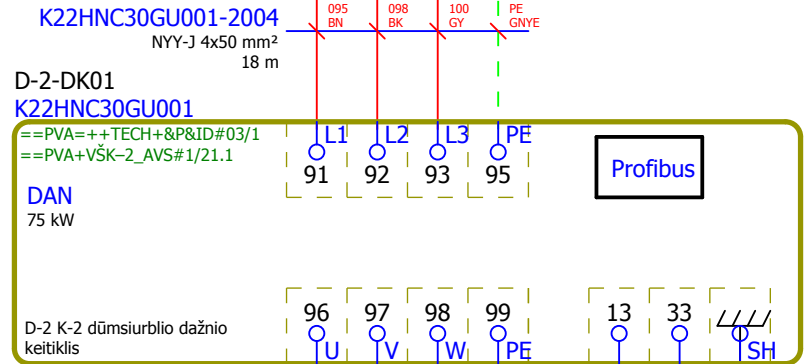 K22HNC30GU001-2004
095 098 100 PE
BN BK GY GNYE
NYY-J 4x50 mm²
18 m
D-2-DK01
K22HNC30GU001
==PVA=++TECH+&P&ID#03/1
==PVA+VŠK–2_AVS#1/21.1
L1 L2 L3 PE
91 92 93 95
Profibus
DAN
75 kW
96 97 98 99 13 33
U V W PE SH
D-2 K-2 dūmsiurblio dažnio
keitiklis